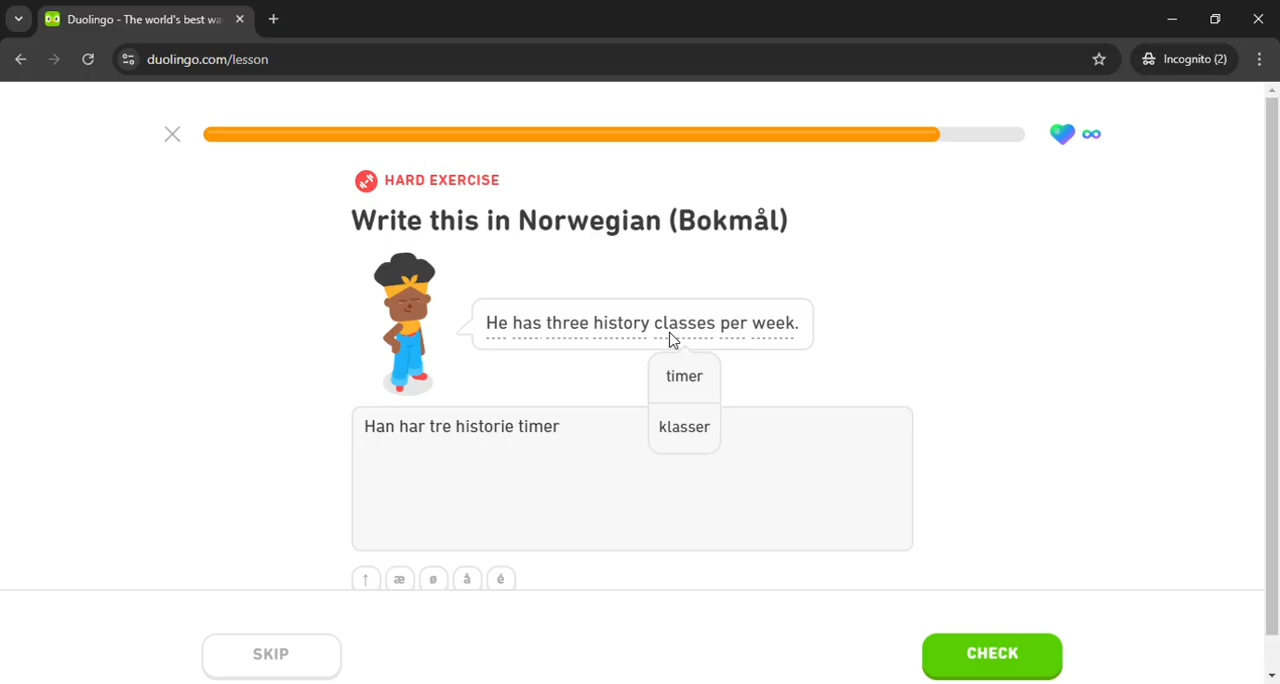 Duolingo - The world's best wa
duolingo.com/lesson
Incognito (2)
HARD EXERCISE
Write this in Norwegian (Bokmål)
He has three history classes per week.
timer
klasser
Han har tre historie timer
↑ æ ø å é
SKIP
CHECK